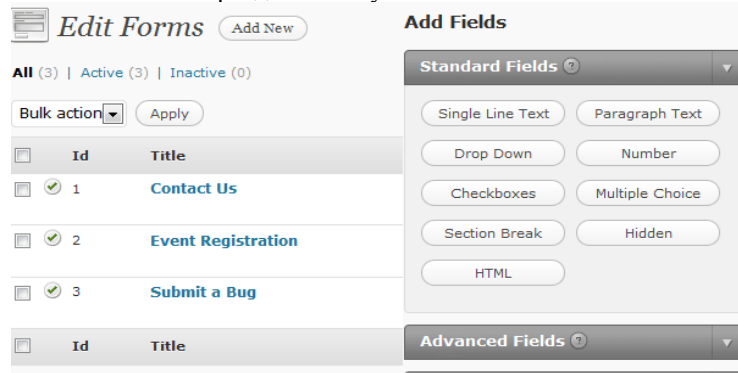 Edit Forms Add New
All (3) | Active (3) | Inactive (0)
Bulk action Apply
Id Title
1 Contact Us
2 Event Registration
3 Submit a Bug
Id Title
Add Fields
Standard Fields ?
Single Line Text Paragraph Text
Drop Down Number
Checkboxes Multiple Choice
Section Break Hidden
HTML
Advanced Fields ?